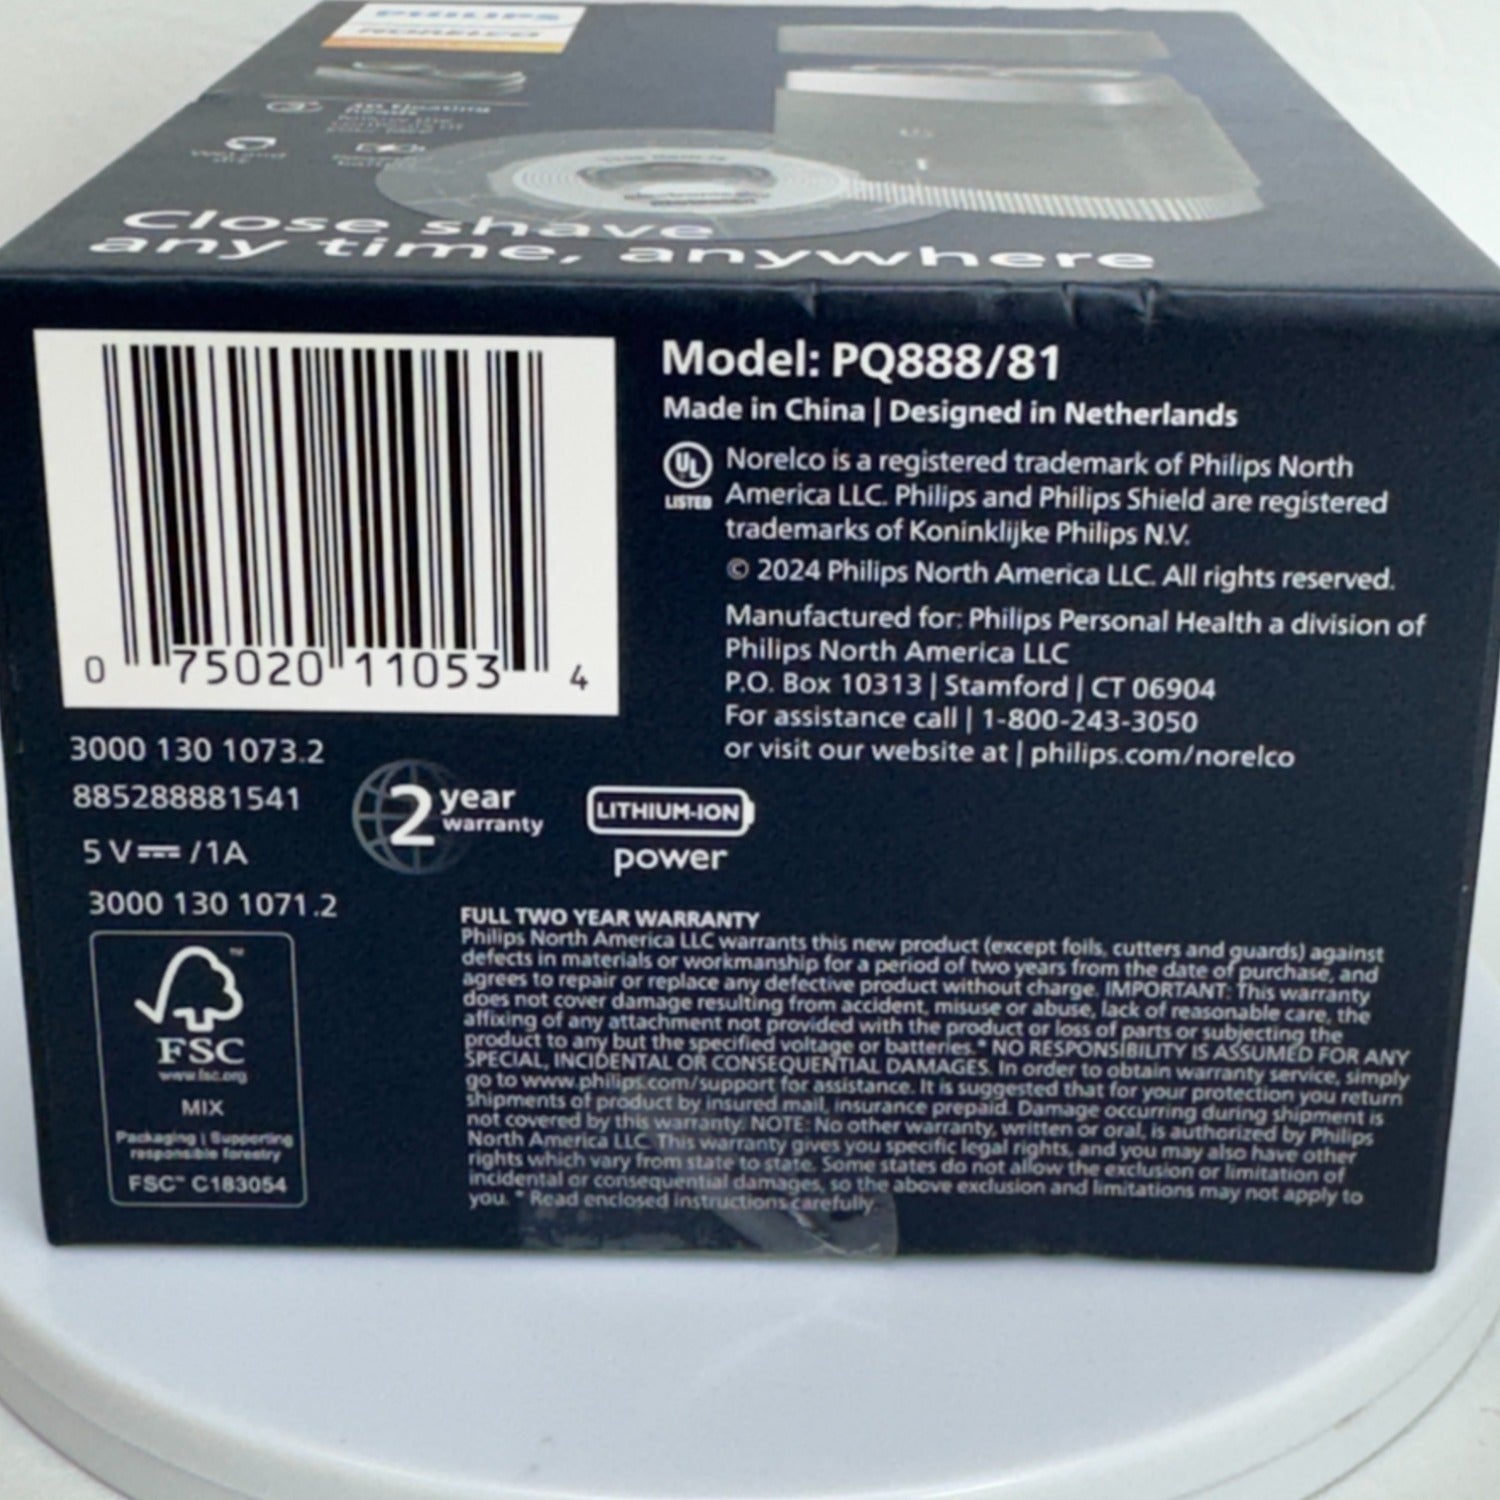 PHILIPS
NORELCO
Close shave
any time, anywhere
0 75020 11053 4
Model: PQ888/81
Made in China | Designed in Netherlands
UL
LISTED
Norelco is a registered trademark of Philips North
America LLC. Philips and Philips Shield are registered
trademarks of Koninklijke Philips N.V.
© 2024 Philips North America LLC. All rights reserved.
Manufactured for: Philips Personal Health a division of
Philips North America LLC
P.O. Box 10313 | Stamford | CT 06904
For assistance call | 1-800-243-3050
or visit our website at | philips.com/norelco
3000 130 1073.2
885288881541
5 V⎓ /1A
3000 130 1071.2
2 year
warranty
LITHIUM-ION
power
FSC™
www.fsc.org
MIX
Packaging | Supporting
responsible forestry
FSC™ C183054
FULL TWO YEAR WARRANTY
Philips North America LLC warrants this new product (except foils, cutters and guards) against
defects in materials or workmanship for a period of two years from the date of purchase, and
agrees to repair or replace any defective product without charge. IMPORTANT: This warranty
does not cover damage resulting from accident, misuse or abuse, lack of reasonable care, the
affixing of any attachment not provided with the product or loss of parts or subjecting the
product to any but the specified voltage or batteries.* NO RESPONSIBILITY IS ASSUMED FOR ANY
SPECIAL, INCIDENTAL OR CONSEQUENTIAL DAMAGES. In order to obtain warranty service, simply
go to www.philips.com/support for assistance. It is suggested that for your protection you return
shipments of product by insured mail, insurance prepaid. Damage occurring during shipment is
not covered by this warranty. NOTE: No other warranty, written or oral, is authorized by Philips
North America LLC. This warranty gives you specific legal rights, and you may also have other
rights which vary from state to state. Some states do not allow the exclusion or limitation of
incidental or consequential damages, so the above exclusion and limitations may not apply to
you. * Read enclosed instructions carefully.